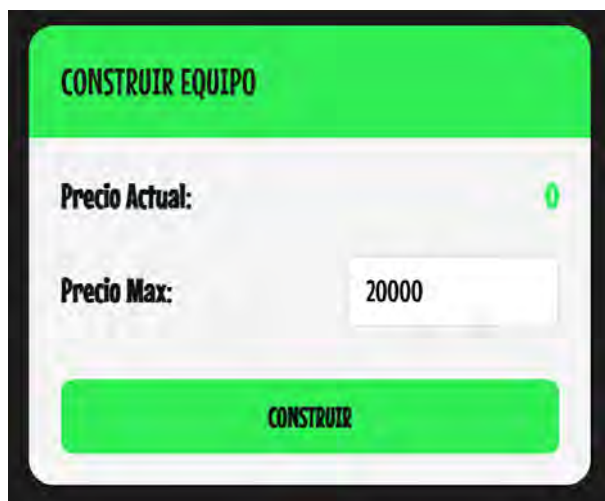 CONSTRUIR EQUIPO
Precio Actual: 0
Precio Max: 20000
CONSTRUIR